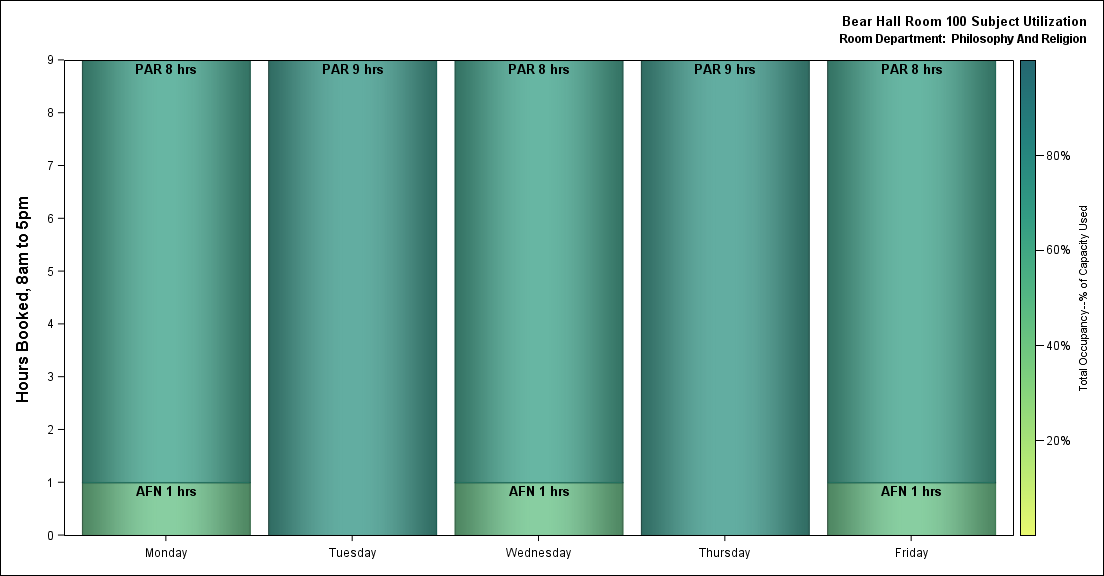 Bear Hall Room 100 Subject Utilization
Room Department: Philosophy And Religion
Hours Booked, 8am to 5pm
9
8
7
6
5
4
3
2
1
0
PAR 8 hrs
PAR 9 hrs
PAR 8 hrs
PAR 9 hrs
PAR 8 hrs
AFN 1 hrs
AFN 1 hrs
AFN 1 hrs
Monday
Tuesday
Wednesday
Thursday
Friday
80%
60%
40%
20%
Total Occupancy--% of Capacity Used